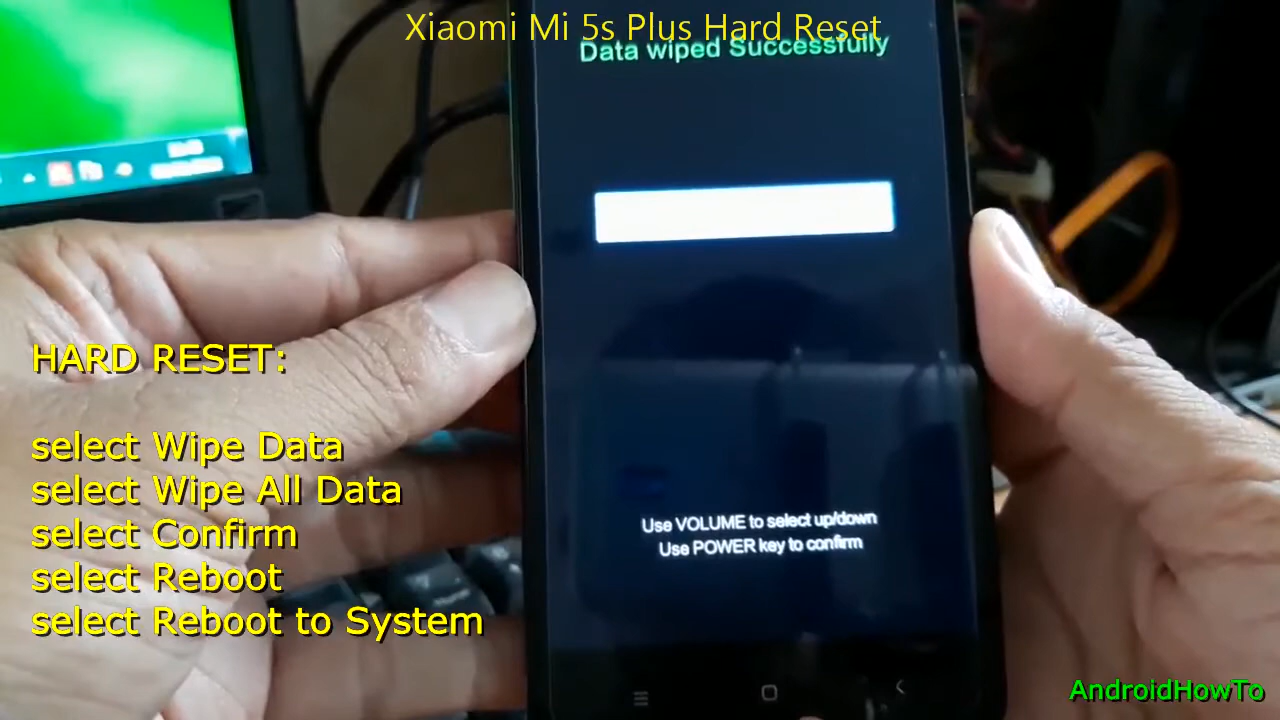 Xiaomi Mi 5s Plus Hard Reset
Data wiped Successfully
HARD RESET:
select Wipe Data
select Wipe All Data
select Confirm
select Reboot
select Reboot to System
Use VOLUME to select up/down
Use POWER key to confirm
AndroidHowTo